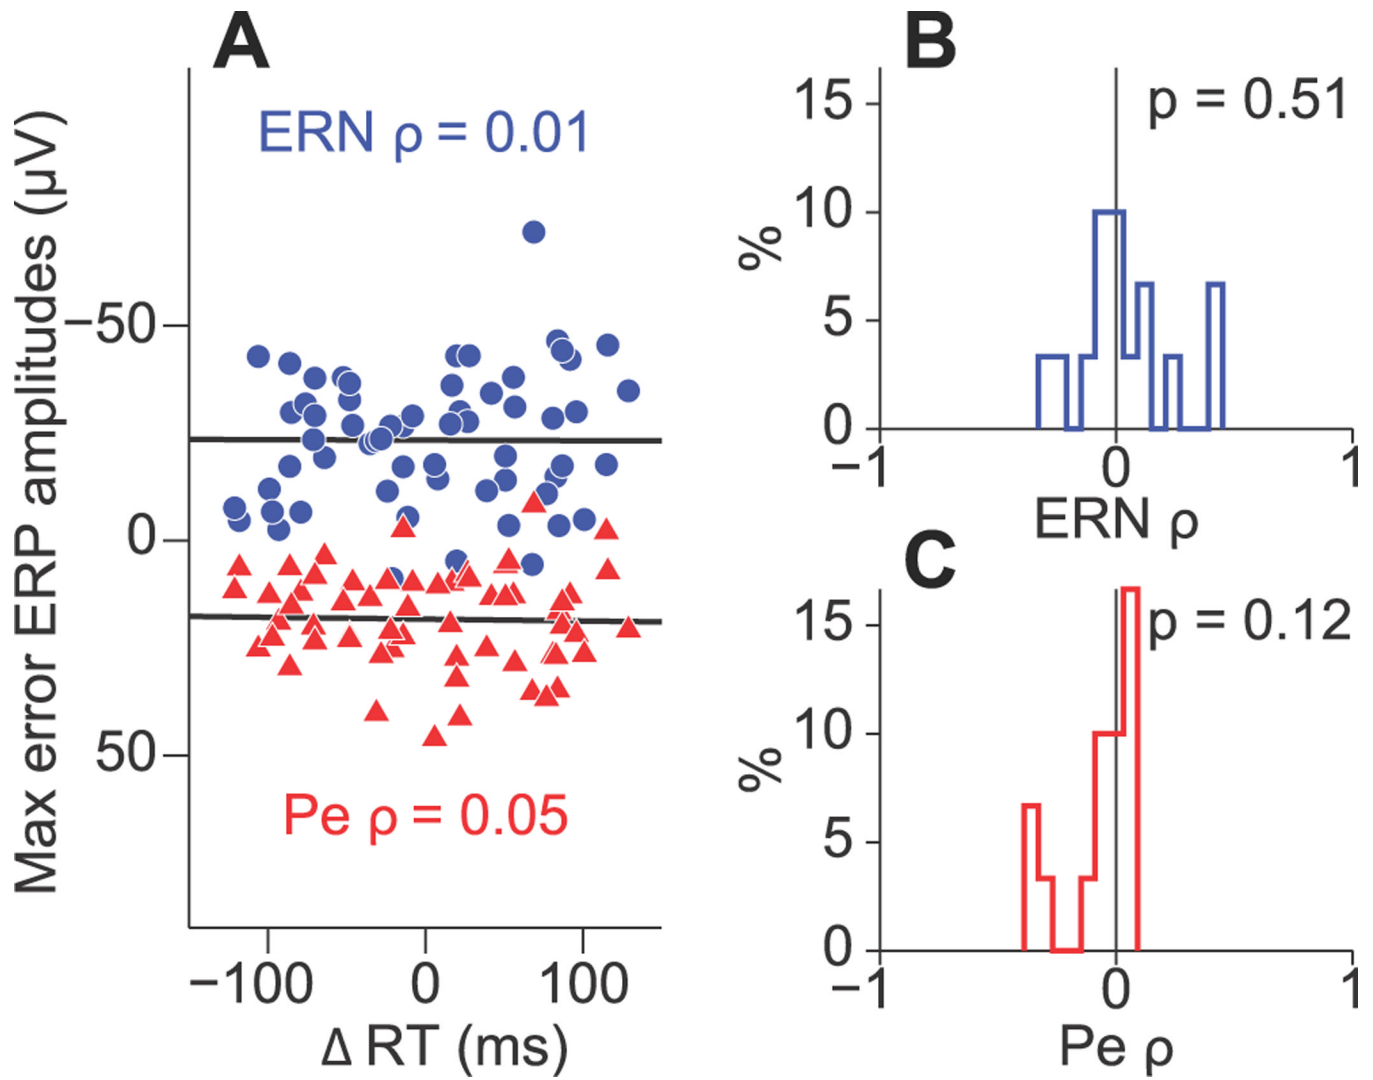 A
ERN ρ = 0.01
Max error ERP amplitudes (μV)
−50
0
50
Pe ρ = 0.05
−100 0 100
Δ RT (ms)
B
p = 0.51
15
10
5
0
%
−1 0 1
ERN ρ
C
p = 0.12
15
10
5
0
%
−1 0 1
Pe ρ